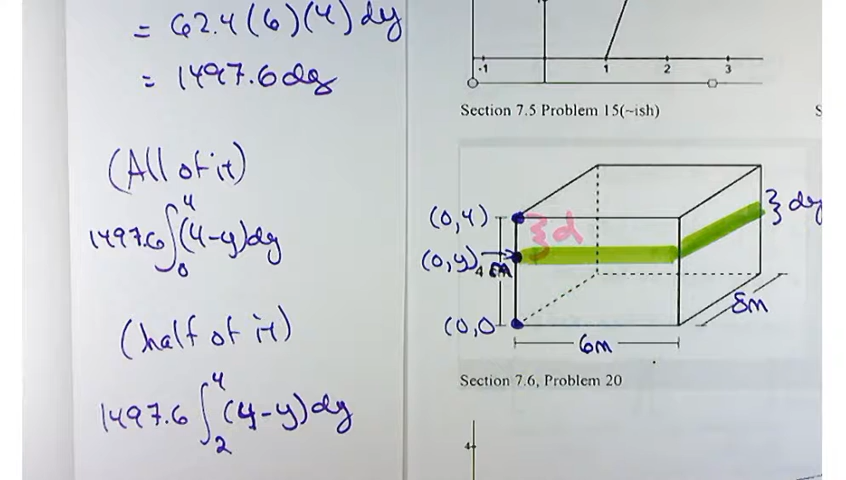 = 62.4(6)(4) dy
= 1497.6 dy
(All of it)
1497.6 ∫₀⁴ (4-y) dy
(half of it)
1497.6 ∫₂⁴ (4-y) dy
-1 1 2 3
Section 7.5 Problem 15(~ish)
S
(0,4) } d } dy
(0,y)
4 m
(0,0
6m
8m
Section 7.6, Problem 20
4